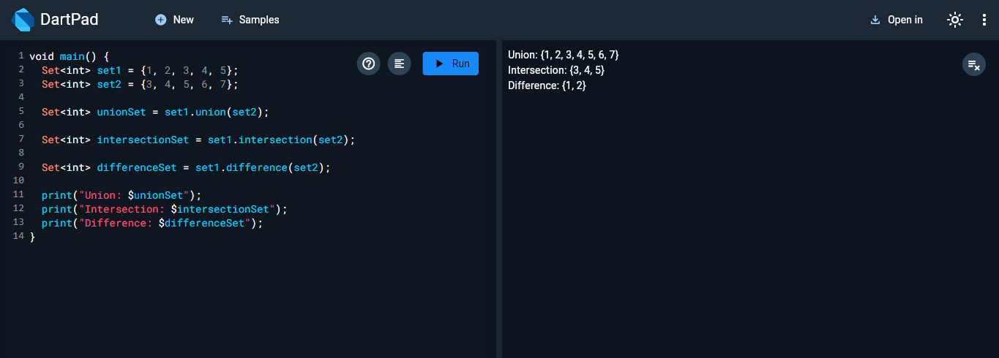 DartPad
New
Samples
Open in
1 void main() {
2   Set<int> set1 = {1, 2, 3, 4, 5};
3   Set<int> set2 = {3, 4, 5, 6, 7};
4
5   Set<int> unionSet = set1.union(set2);
6
7   Set<int> intersectionSet = set1.intersection(set2);
8
9   Set<int> differenceSet = set1.difference(set2);
10
11   print("Union: $unionSet");
12   print("Intersection: $intersectionSet");
13   print("Difference: $differenceSet");
14 }
Run
Union: {1, 2, 3, 4, 5, 6, 7}
Intersection: {3, 4, 5}
Difference: {1, 2}